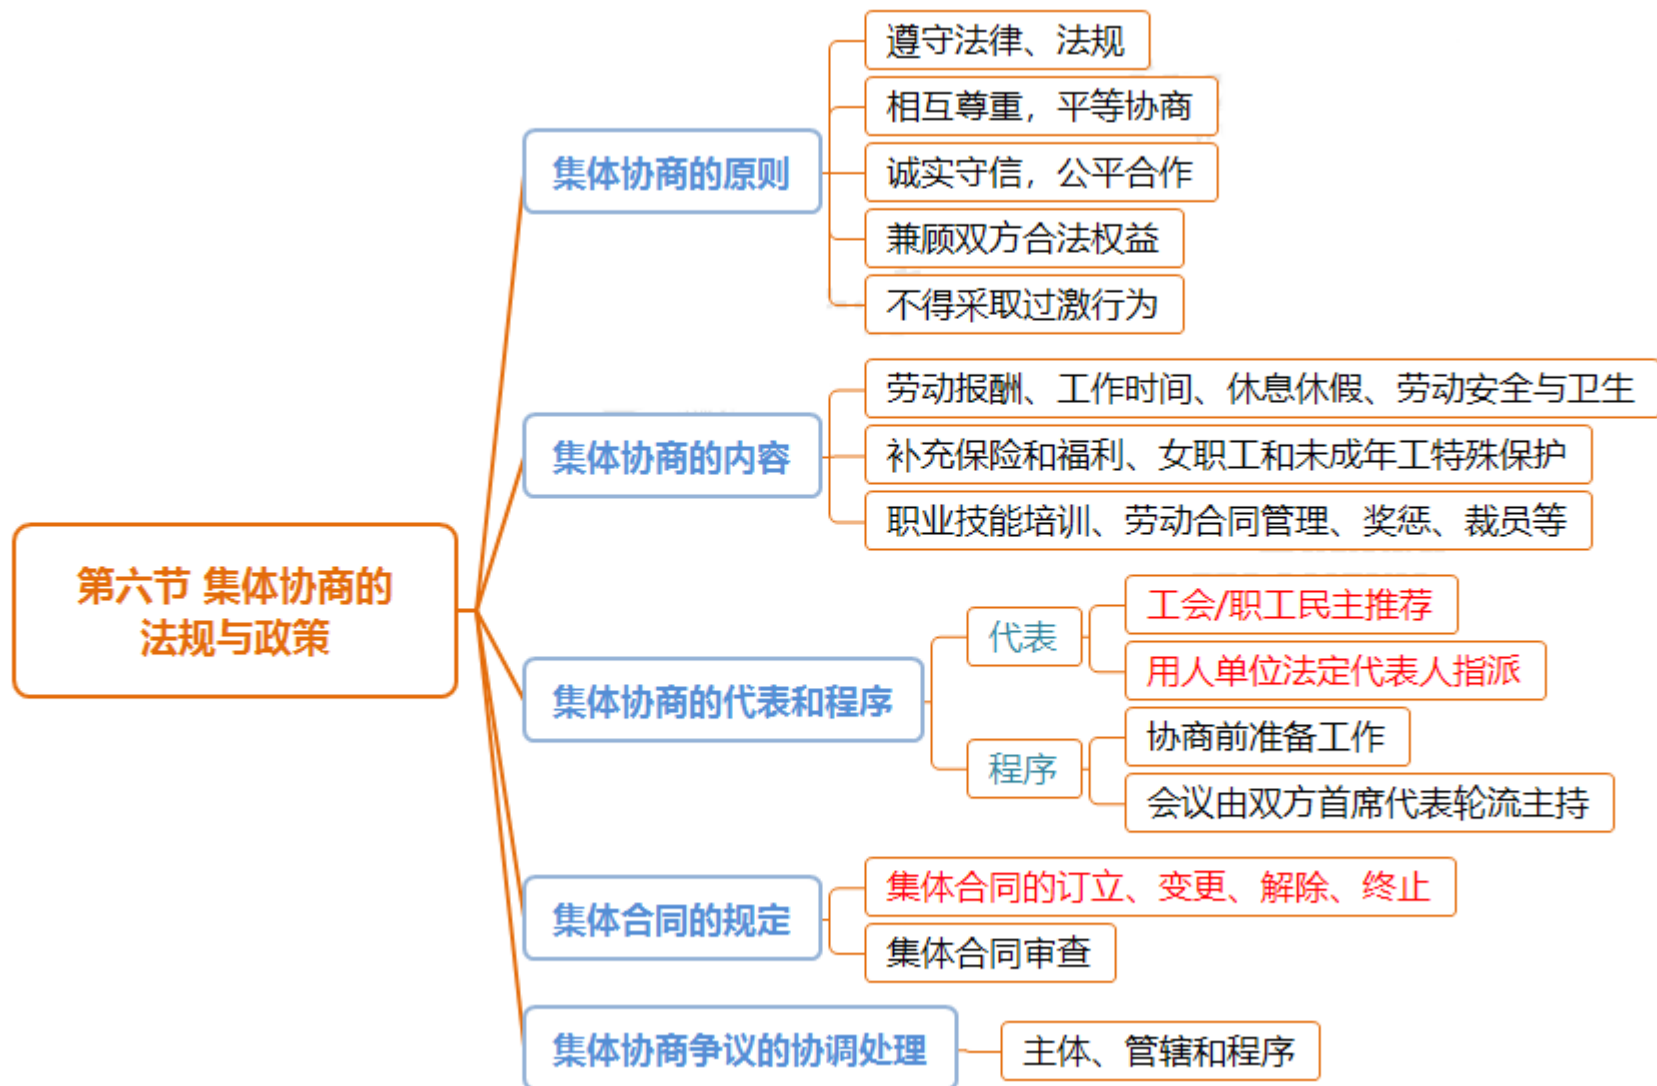 第六节 集体协商的
法规与政策
集体协商的原则
遵守法律、法规
相互尊重，平等协商
诚实守信，公平合作
兼顾双方合法权益
不得采取过激行为
集体协商的内容
劳动报酬、工作时间、休息休假、劳动安全与卫生
补充保险和福利、女职工和未成年工特殊保护
职业技能培训、劳动合同管理、奖惩、裁员等
集体协商的代表和程序
代表
工会/职工民主推荐
用人单位法定代表人指派
程序
协商前准备工作
会议由双方首席代表轮流主持
集体合同的规定
集体合同的订立、变更、解除、终止
集体合同审查
集体协商争议的协调处理
主体、管辖和程序